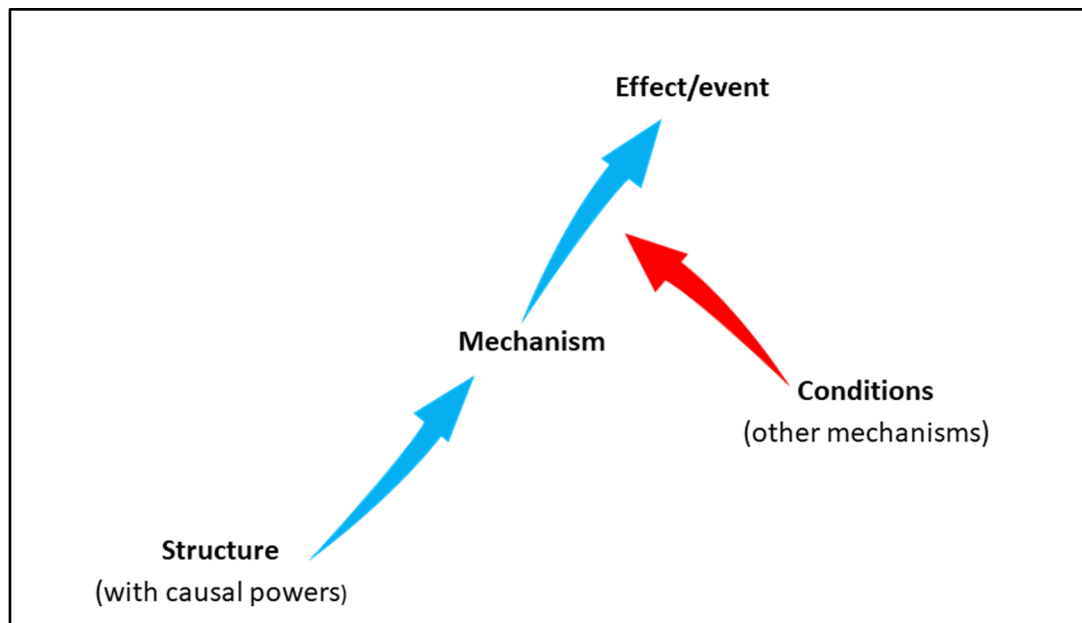 Effect/event
Mechanism
Conditions
(other mechanisms)
Structure
(with causal powers)